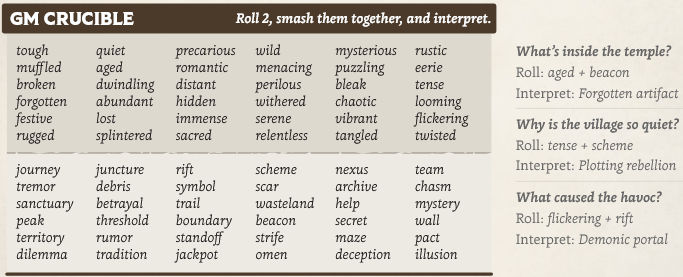 GM CRUCIBLE Roll 2, smash them together, and interpret.
tough quiet precarious wild mysterious rustic
muffled aged romantic menacing puzzling eerie
broken dwindling distant perilous bleak tense
forgotten abundant hidden withered chaotic looming
festive lost immense serene vibrant flickering
rugged splintered sacred relentless tangled twisted
journey juncture rift scheme nexus team
tremor debris symbol scar archive chasm
sanctuary betrayal trail wasteland help mystery
peak threshold boundary beacon secret wall
territory rumor standoff strife maze pact
dilemma tradition jackpot omen deception illusion
What's inside the temple?
Roll: aged + beacon
Interpret: Forgotten artifact
Why is the village so quiet?
Roll: tense + scheme
Interpret: Plotting rebellion
What caused the havoc?
Roll: flickering + rift
Interpret: Demonic portal